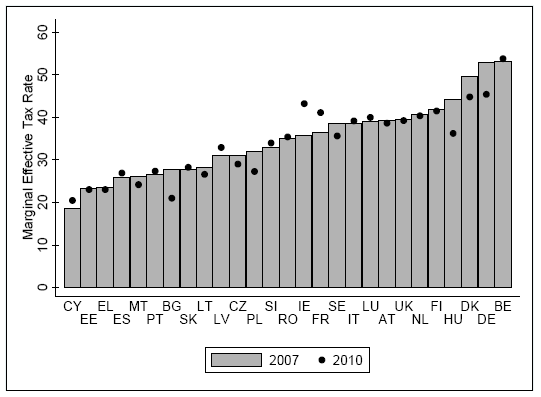 Marginal Effective Tax Rate
60
50
40
30
20
10
0
CY EL MT BG LT CZ SI IE SE LU UK FI DK BE
EE ES PT SK LV PL RO FR IT AT NL HU DE
2007 2010